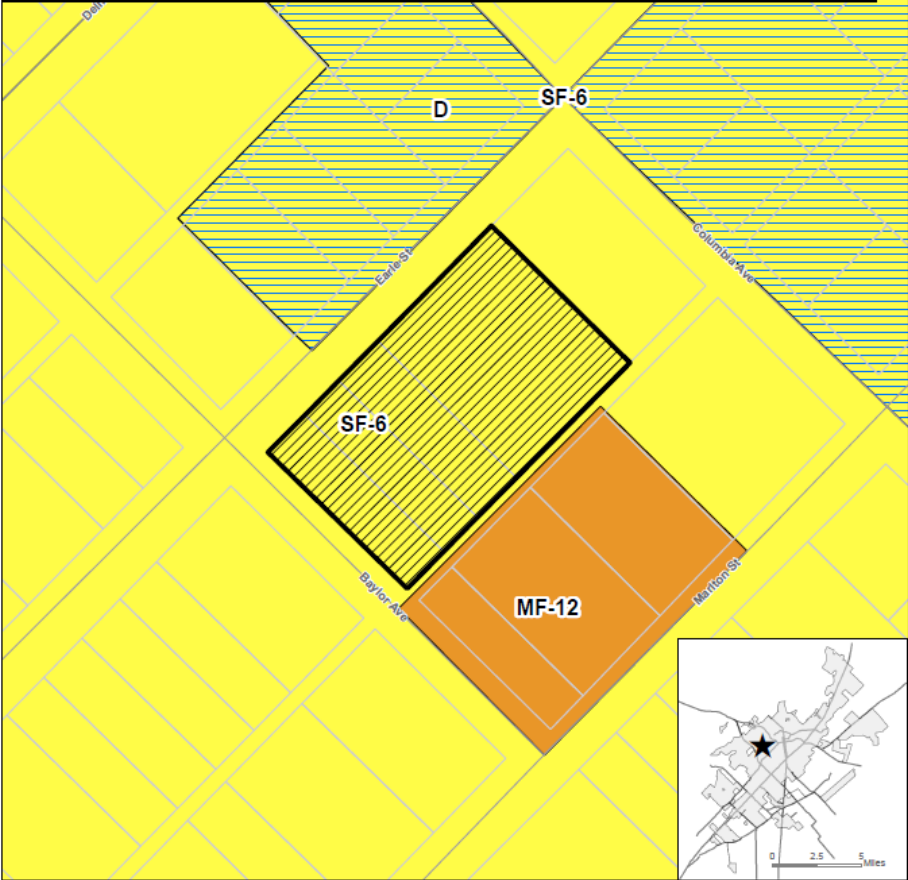 SF-6
D
Earle St
Columbia Ave
SF-6
Baylor Ave
MF-12
Marlton St
0 2.5 5
Miles